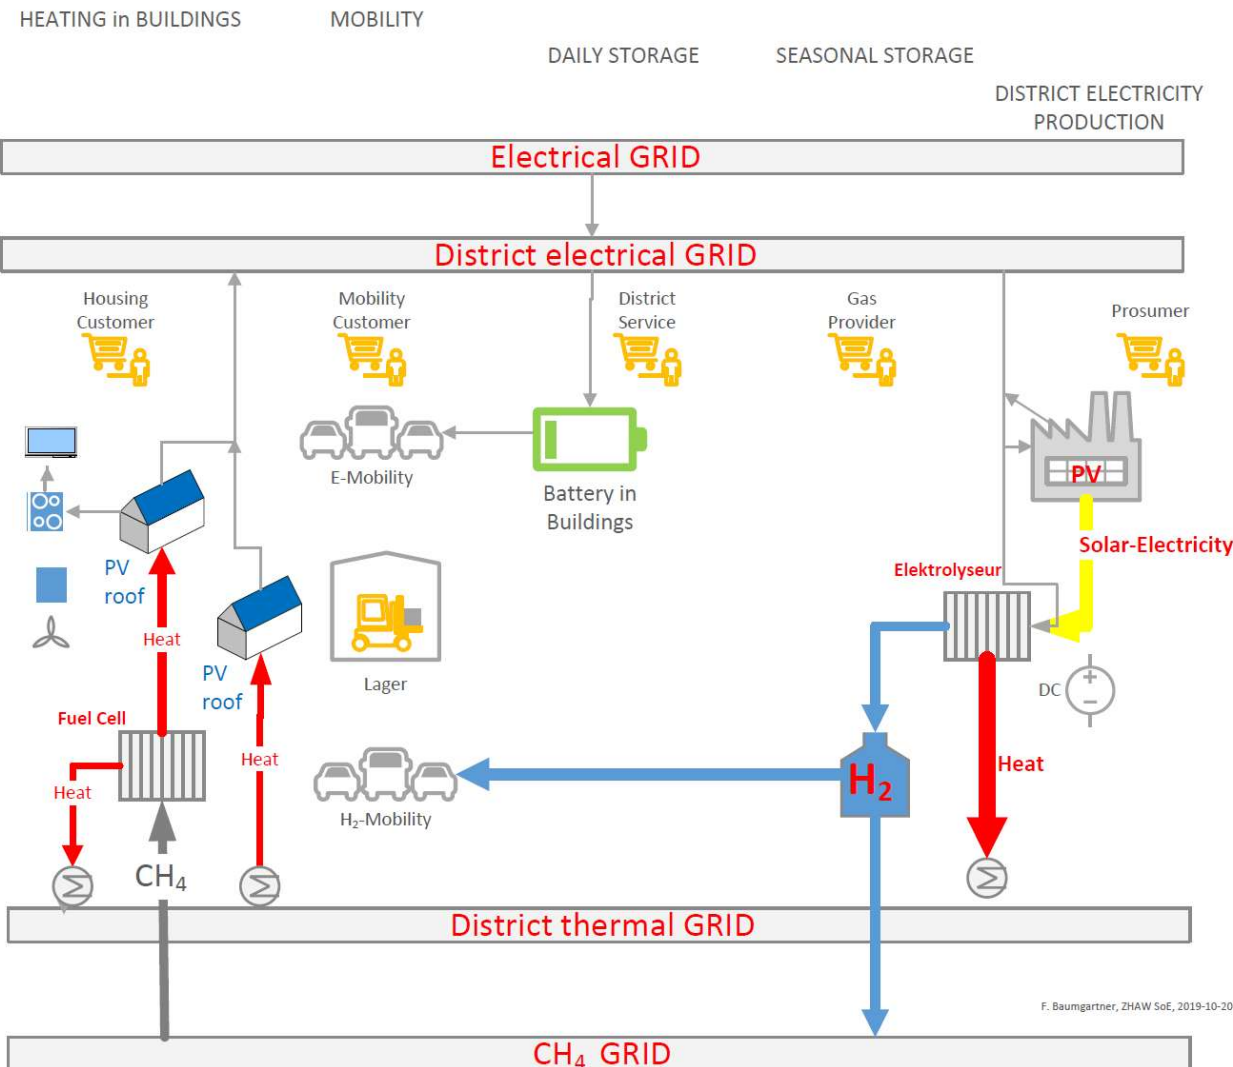 HEATING in BUILDINGS
MOBILITY
DAILY STORAGE
SEASONAL STORAGE
DISTRICT ELECTRICITY
PRODUCTION
Electrical GRID
District electrical GRID
Housing
Customer
Mobility
Customer
District
Service
Gas
Provider
Prosumer
E-Mobility
Battery in
Buildings
PV
Solar-Electricity
PV
roof
Elektrolyseur
Heat
PV
roof
Lager
DC
Fuel Cell
Heat
Heat
Heat
H₂-Mobility
H₂
CH₄
District thermal GRID
F. Baumgartner, ZHAW SoE, 2019-10-20
CH₄ GRID